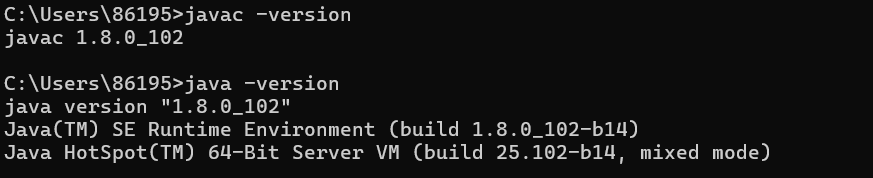 C:\Users\86195>javac -version
javac 1.8.0_102
C:\Users\86195>java -version
java version "1.8.0_102"
Java(TM) SE Runtime Environment (build 1.8.0_102-b14)
Java HotSpot(TM) 64-Bit Server VM (build 25.102-b14, mixed mode)